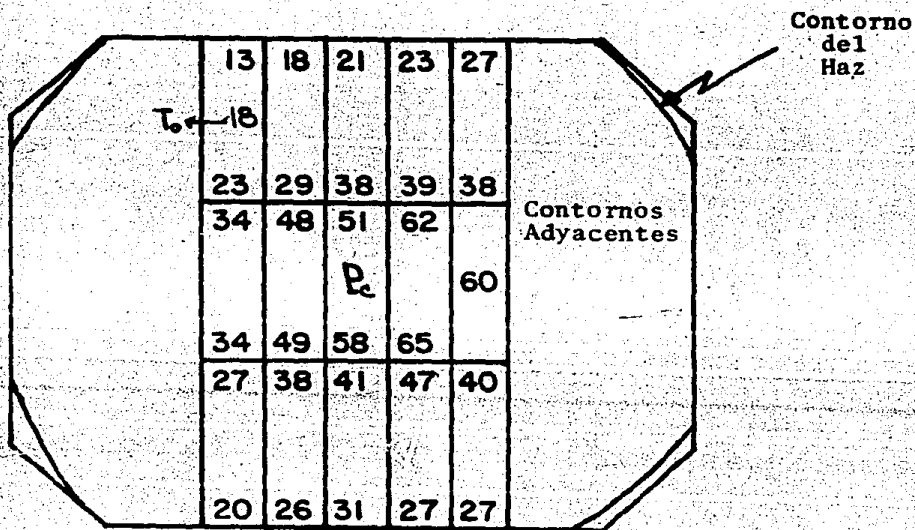 Contorno
del
Haz
13 18 21 23 27
T₀ 18
23 29 38 39 38
34 48 51 62
Contornos
Adyacentes
Pc
60
34 49 58 65
27 38 41 47 40
20 26 31 27 27